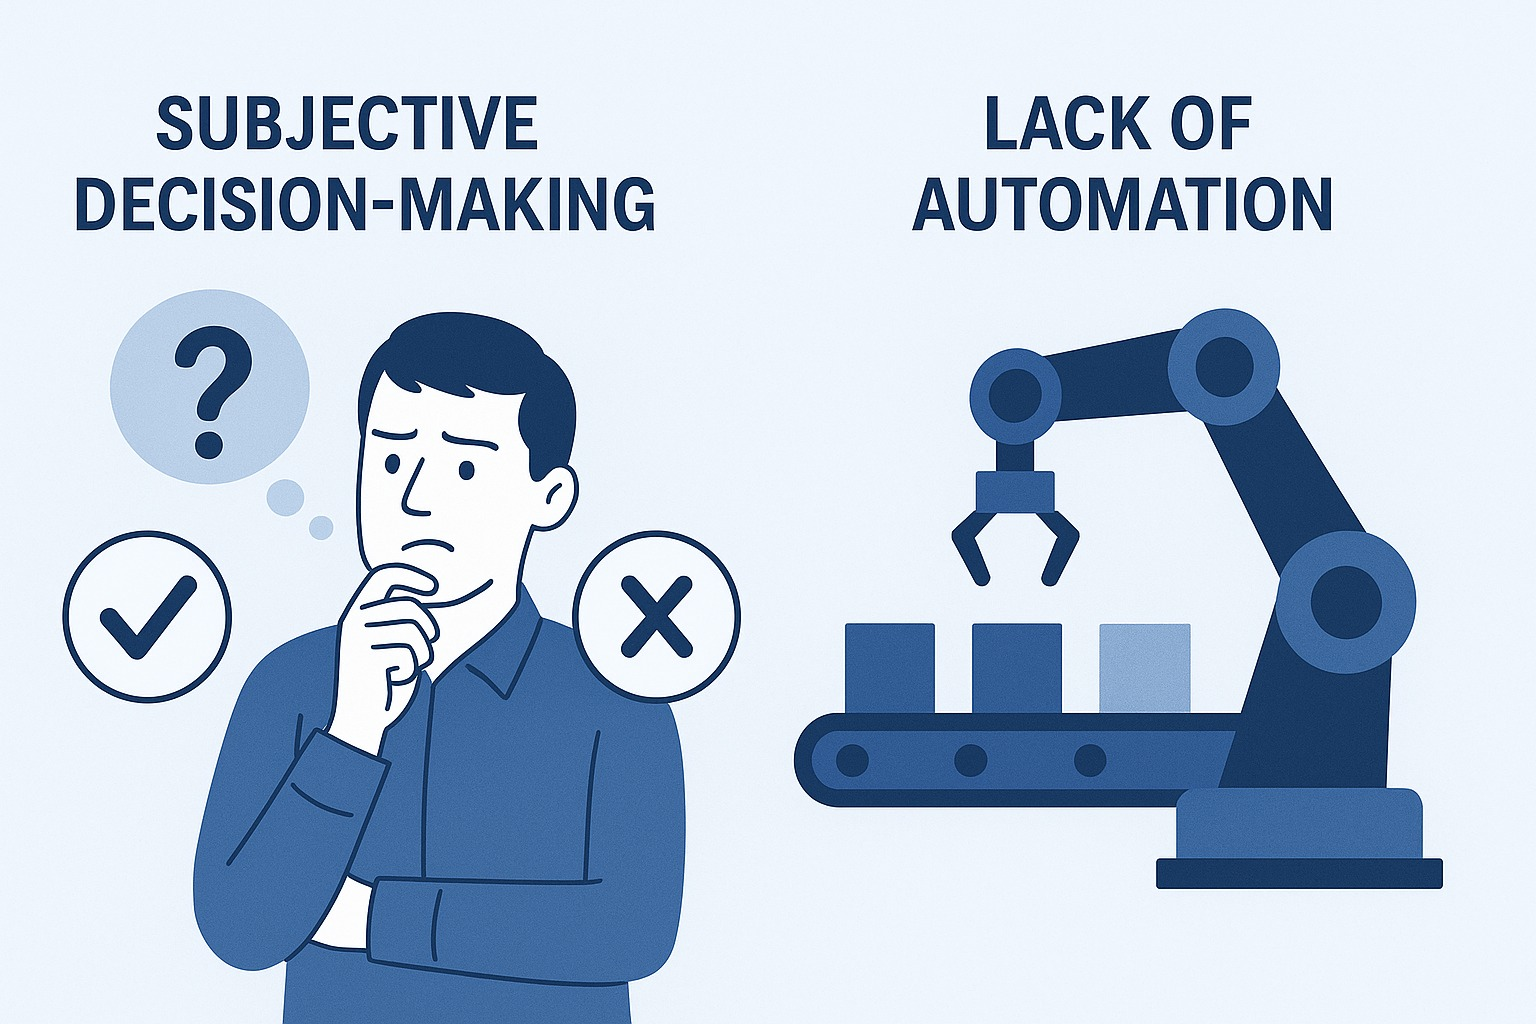 SUBJECTIVE
DECISION-MAKING
?
LACK OF
AUTOMATION